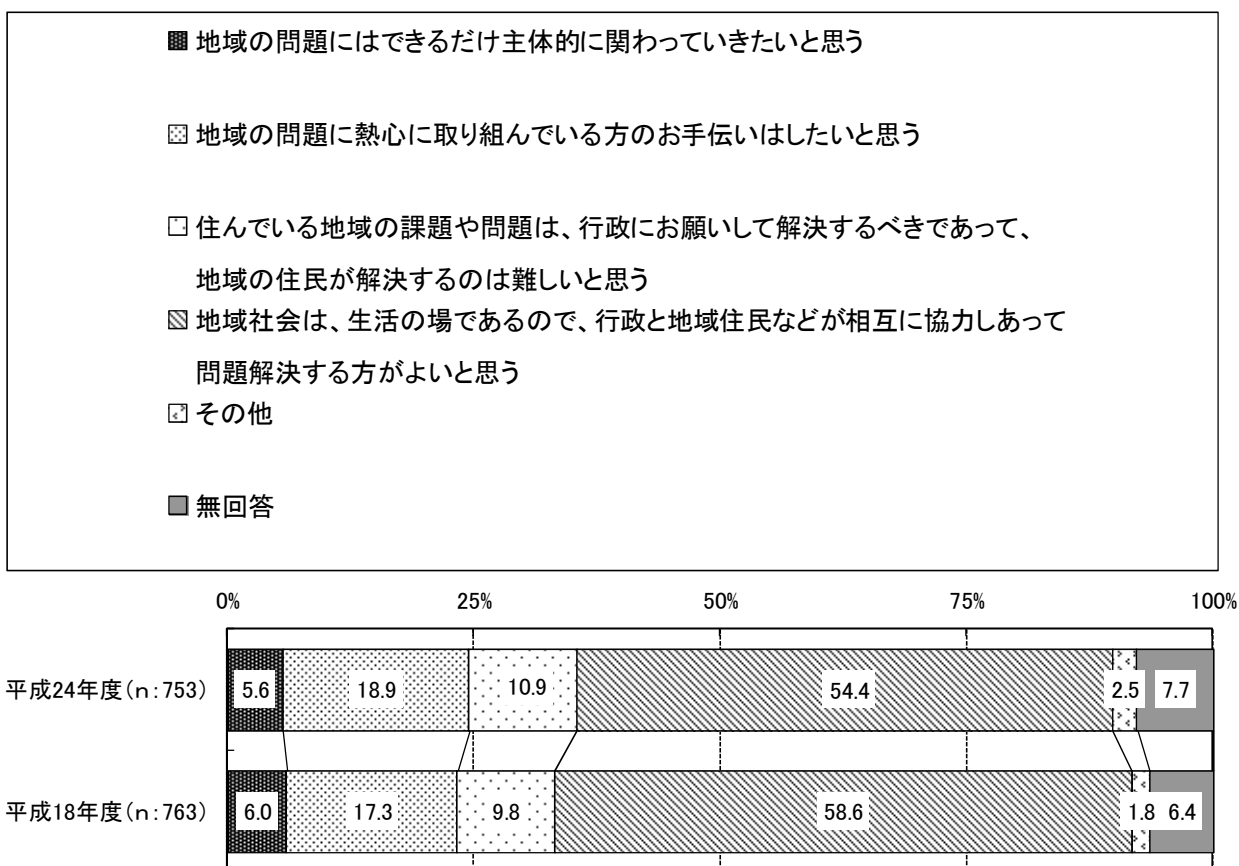 地域の問題にはできるだけ主体的に関わっていきたいと思う
地域の問題に熱心に取り組んでいる方のお手伝いはしたいと思う
住んでいる地域の課題や問題は、行政にお願いして解決するべきであって、
地域の住民が解決するのは難しいと思う
地域社会は、生活の場であるので、行政と地域住民などが相互に協力しあって
問題解決する方がよいと思う
その他
無回答
0% 25% 50% 75% 100%
平成24年度(n:753) 5.6 18.9 10.9 54.4 2.5 7.7
平成18年度(n:763) 6.0 17.3 9.8 58.6 1.8 6.4